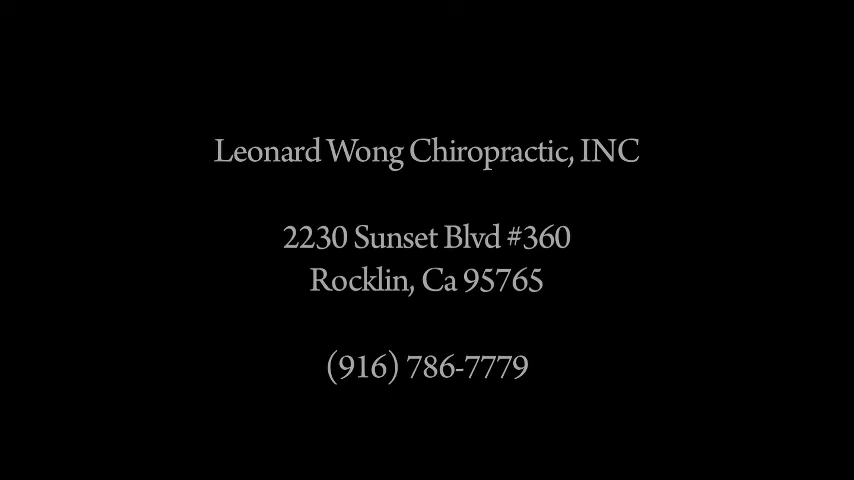 Leonard Wong Chiropractic, INC
2230 Sunset Blvd #360
Rocklin, Ca 95765
(916) 786-7779